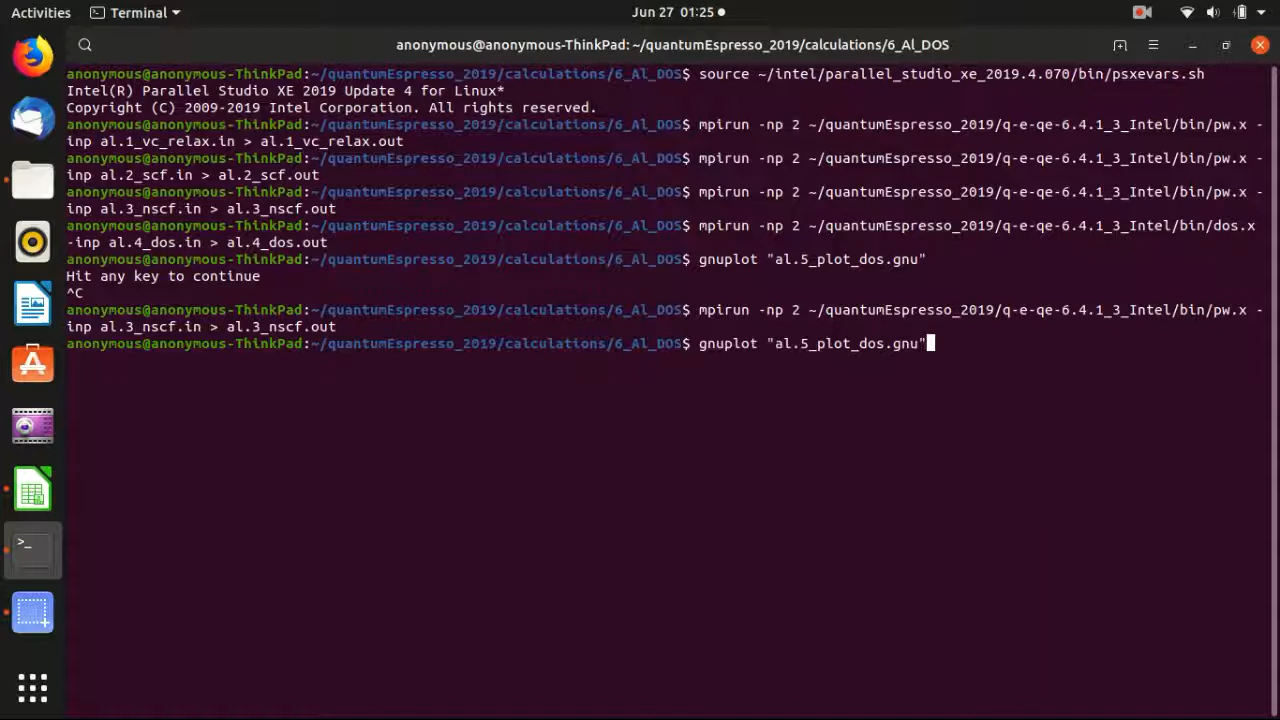 Activities
Terminal
Jun 27 01:25
anonymous@anonymous-ThinkPad: ~/quantumEspresso_2019/calculations/6_Al_DOS
anonymous@anonymous-ThinkPad:~/quantumEspresso_2019/calculations/6_Al_DOS$ source ~/intel/parallel_studio_xe_2019.4.070/bin/psxevars.sh
Intel(R) Parallel Studio XE 2019 Update 4 for Linux*
Copyright (C) 2009-2019 Intel Corporation. All rights reserved.
anonymous@anonymous-ThinkPad:~/quantumEspresso_2019/calculations/6_Al_DOS$ mpirun -np 2 ~/quantumEspresso_2019/q-e-qe-6.4.1_3_Intel/bin/pw.x -
inp al.1_vc_relax.in > al.1_vc_relax.out
anonymous@anonymous-ThinkPad:~/quantumEspresso_2019/calculations/6_Al_DOS$ mpirun -np 2 ~/quantumEspresso_2019/q-e-qe-6.4.1_3_Intel/bin/pw.x -
inp al.2_scf.in > al.2_scf.out
anonymous@anonymous-ThinkPad:~/quantumEspresso_2019/calculations/6_Al_DOS$ mpirun -np 2 ~/quantumEspresso_2019/q-e-qe-6.4.1_3_Intel/bin/pw.x -
inp al.3_nscf.in > al.3_nscf.out
anonymous@anonymous-ThinkPad:~/quantumEspresso_2019/calculations/6_Al_DOS$ mpirun -np 2 ~/quantumEspresso_2019/q-e-qe-6.4.1_3_Intel/bin/dos.x
-inp al.4_dos.in > al.4_dos.out
anonymous@anonymous-ThinkPad:~/quantumEspresso_2019/calculations/6_Al_DOS$ gnuplot "al.5_plot_dos.gnu"
Hit any key to continue
^C
anonymous@anonymous-ThinkPad:~/quantumEspresso_2019/calculations/6_Al_DOS$ mpirun -np 2 ~/quantumEspresso_2019/q-e-qe-6.4.1_3_Intel/bin/pw.x -
inp al.3_nscf.in > al.3_nscf.out
anonymous@anonymous-ThinkPad:~/quantumEspresso_2019/calculations/6_Al_DOS$ gnuplot "al.5_plot_dos.gnu"